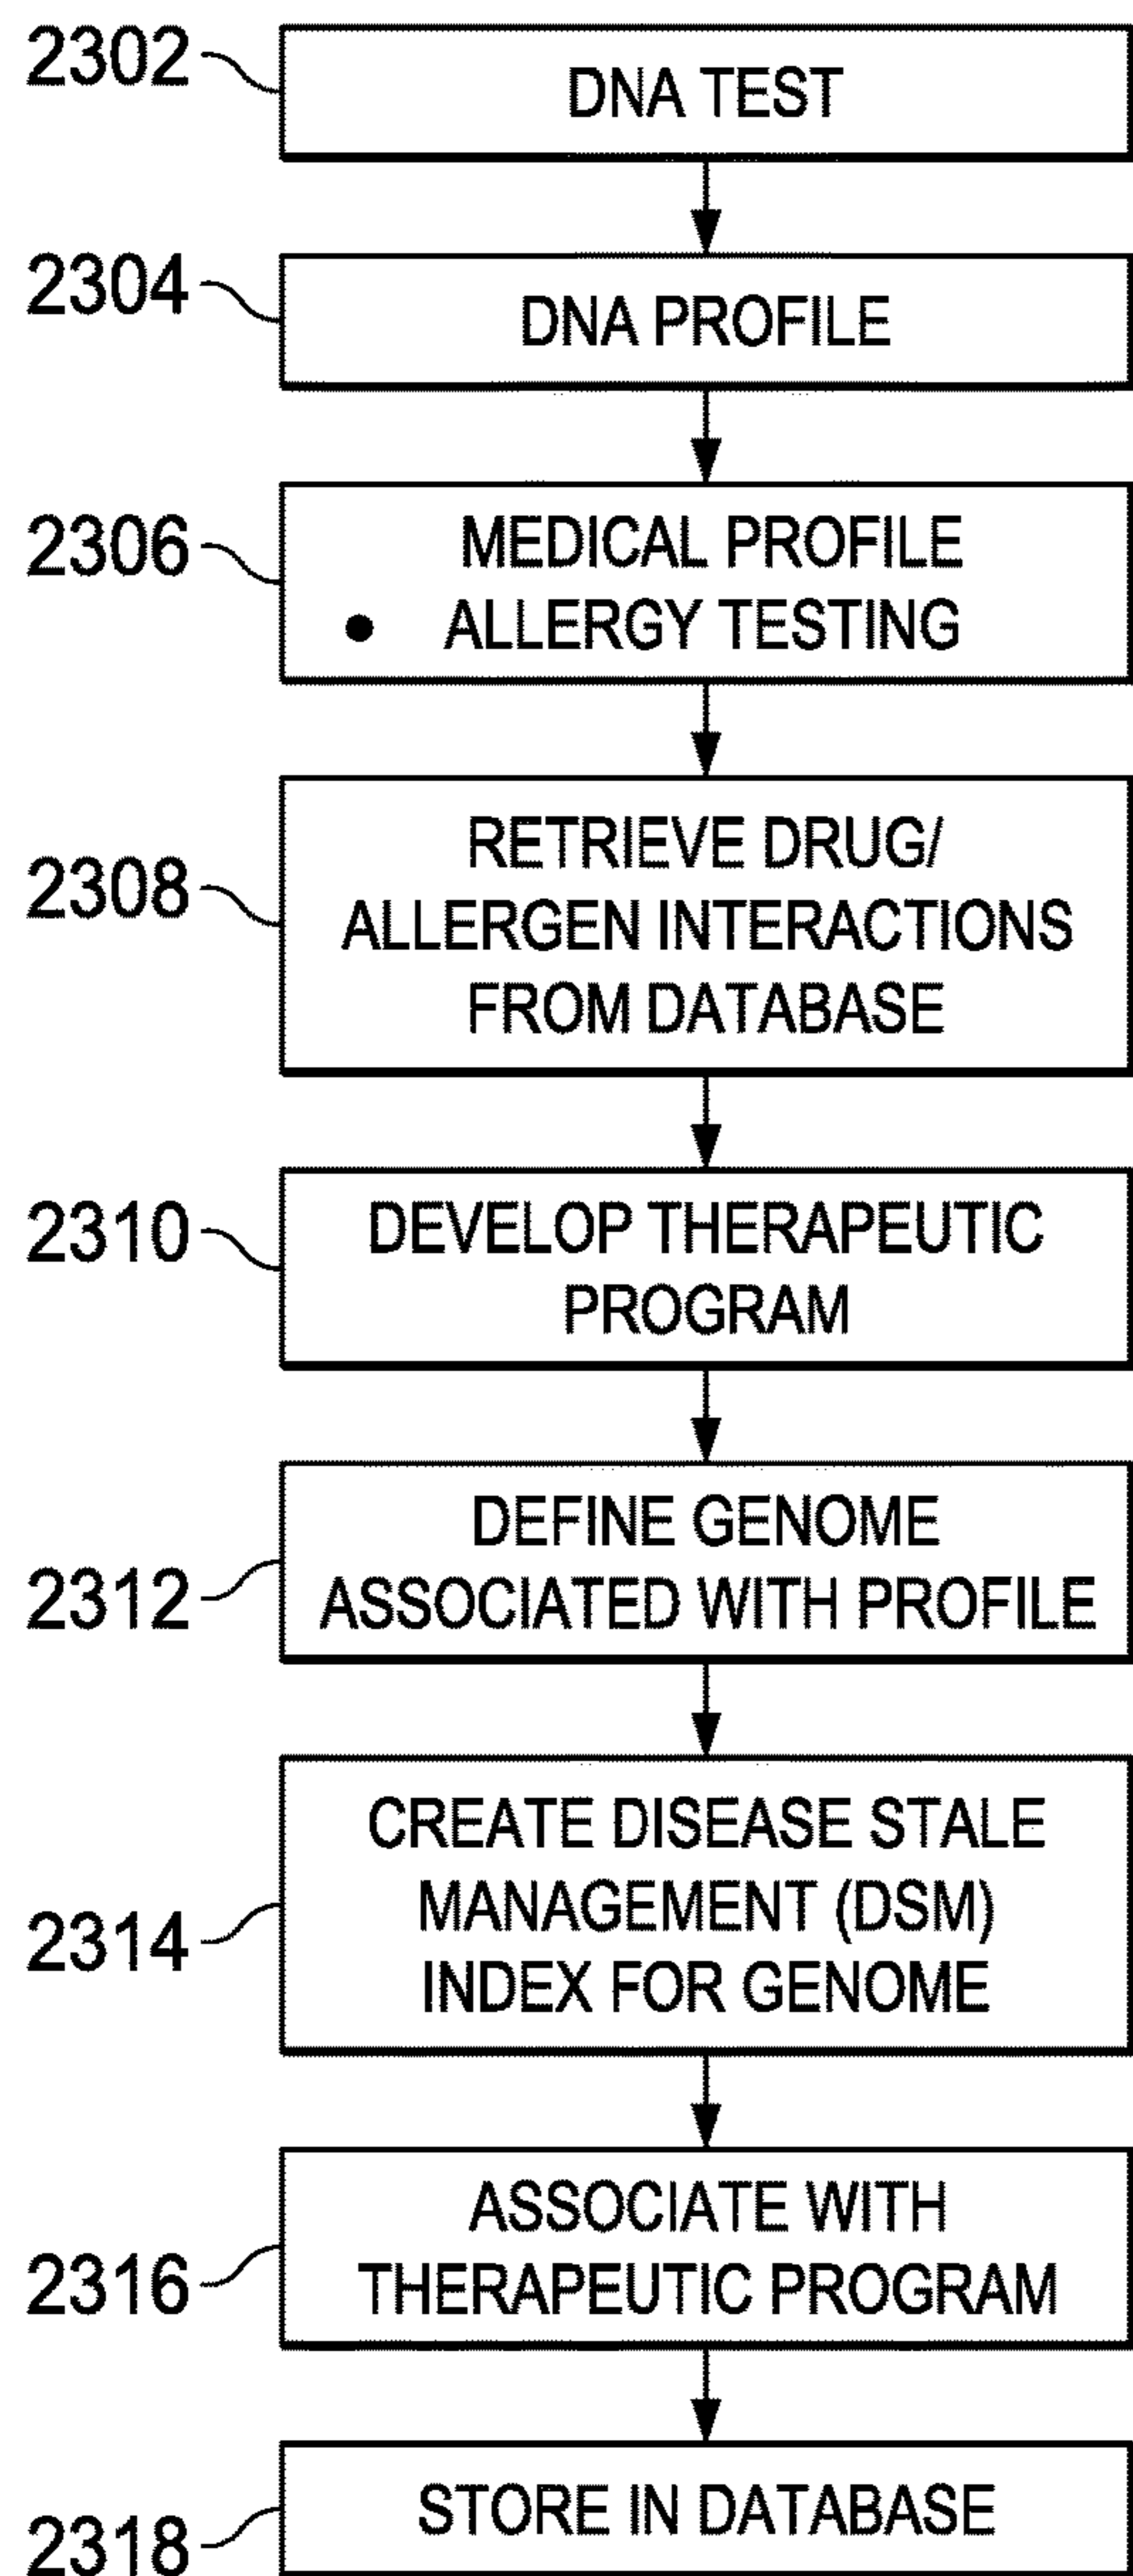 2302
DNA TEST
2304
DNA PROFILE
2306
MEDICAL PROFILE
• ALLERGY TESTING
2308
RETRIEVE DRUG/
ALLERGEN INTERACTIONS
FROM DATABASE
2310
DEVELOP THERAPEUTIC
PROGRAM
2312
DEFINE GENOME
ASSOCIATED WITH PROFILE
2314
CREATE DISEASE STALE
MANAGEMENT (DSM)
INDEX FOR GENOME
2316
ASSOCIATE WITH
THERAPEUTIC PROGRAM
2318
STORE IN DATABASE